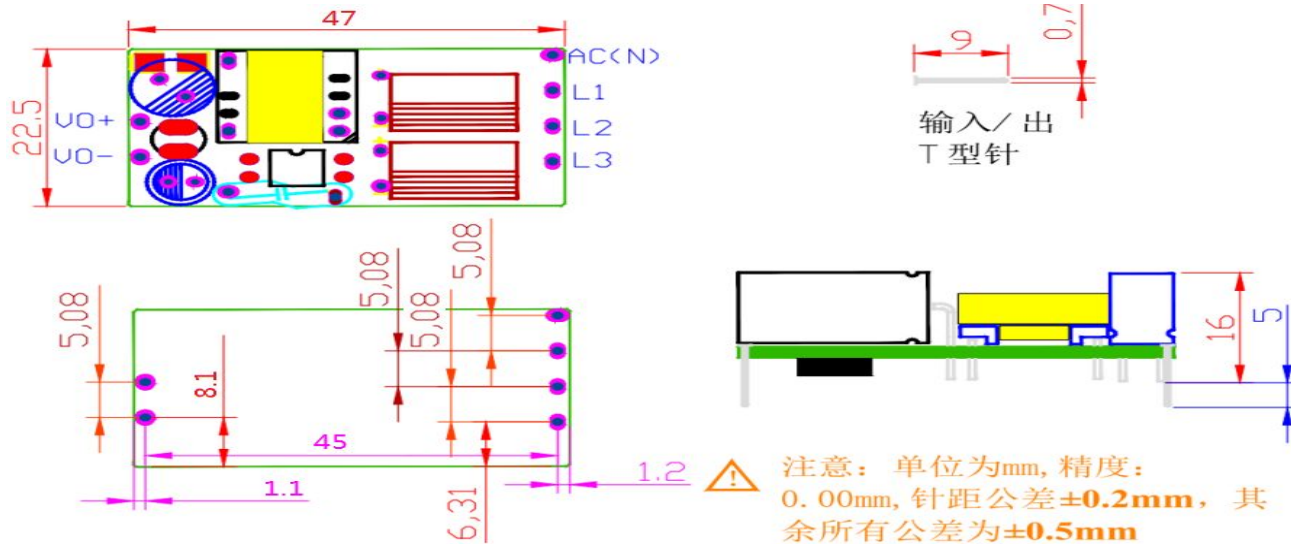 47
22.5
AC(N)
L1
L2
L3
VO+
VO-
9
0,7
输入/出
T型针
5,08
8.1
5,08
5,08
5,08
45
1.1
1.2
6,31
16
5
注意：单位为mm,精度：
0.00mm,针距公差±0.2mm，其
余所有公差为±0.5mm